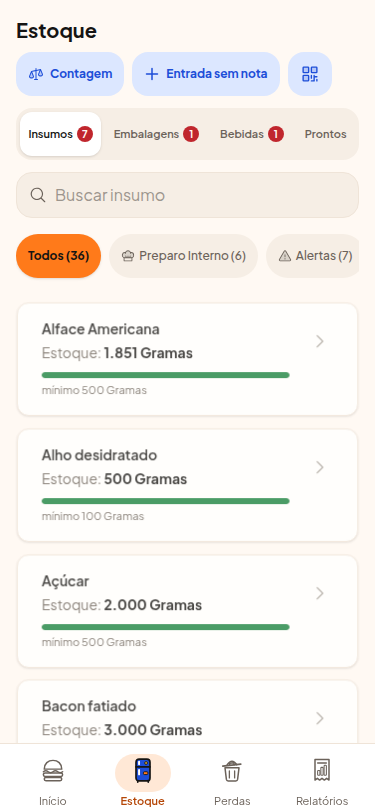 Estoque
Contagem
Entrada sem nota
Insumos 7 Embalagens 1 Bebidas 1 Prontos
Buscar insumo
Todos (36) Preparo Interno (6) Alertas (7)
Alface Americana
Estoque: 1.851 Gramas
mínimo 500 Gramas
Alho desidratado
Estoque: 500 Gramas
mínimo 100 Gramas
Açúcar
Estoque: 2.000 Gramas
mínimo 500 Gramas
Bacon fatiado
Estoque: 3.000 Gramas
Início Estoque Perdas Relatórios